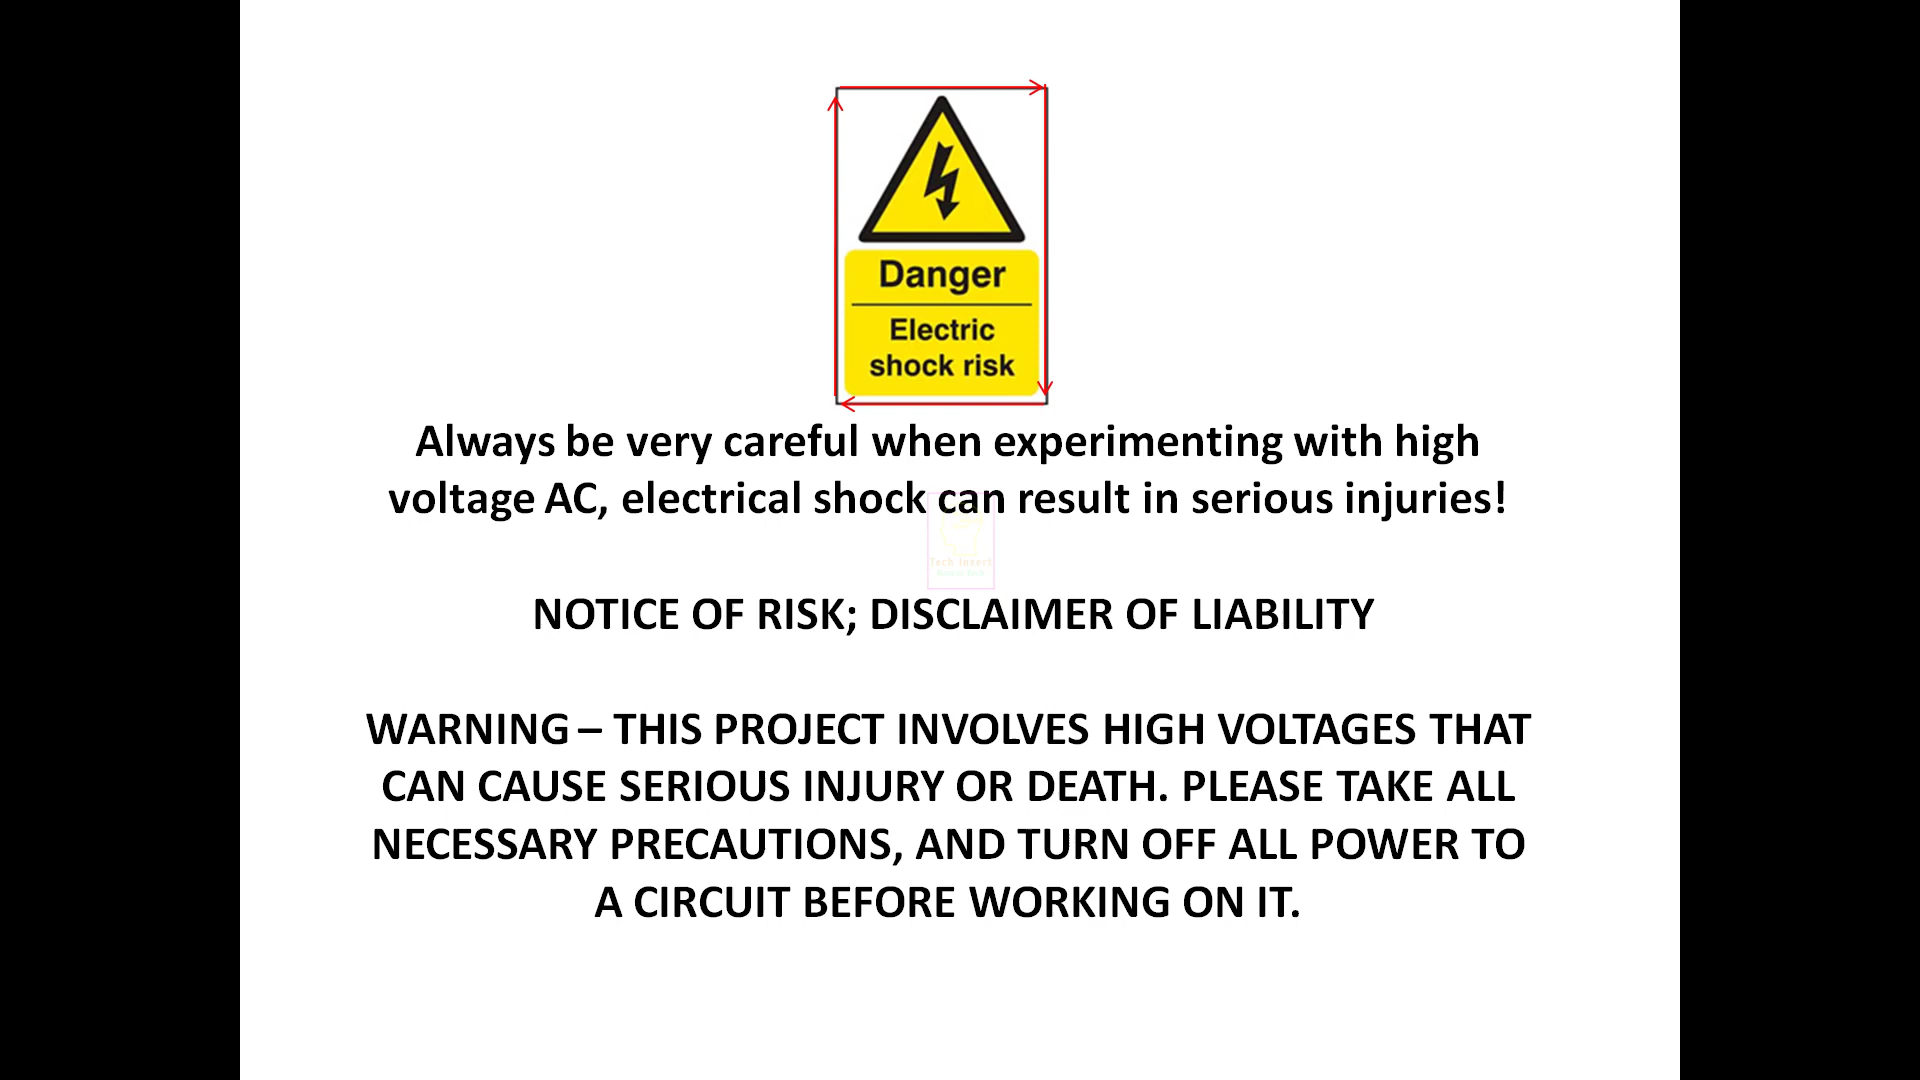 Danger
Electric
shock risk
Always be very careful when experimenting with high
voltage AC, electrical shock can result in serious injuries!
Tech Insert
NOTICE OF RISK; DISCLAIMER OF LIABILITY
WARNING – THIS PROJECT INVOLVES HIGH VOLTAGES THAT
CAN CAUSE SERIOUS INJURY OR DEATH. PLEASE TAKE ALL
NECESSARY PRECAUTIONS, AND TURN OFF ALL POWER TO
A CIRCUIT BEFORE WORKING ON IT.